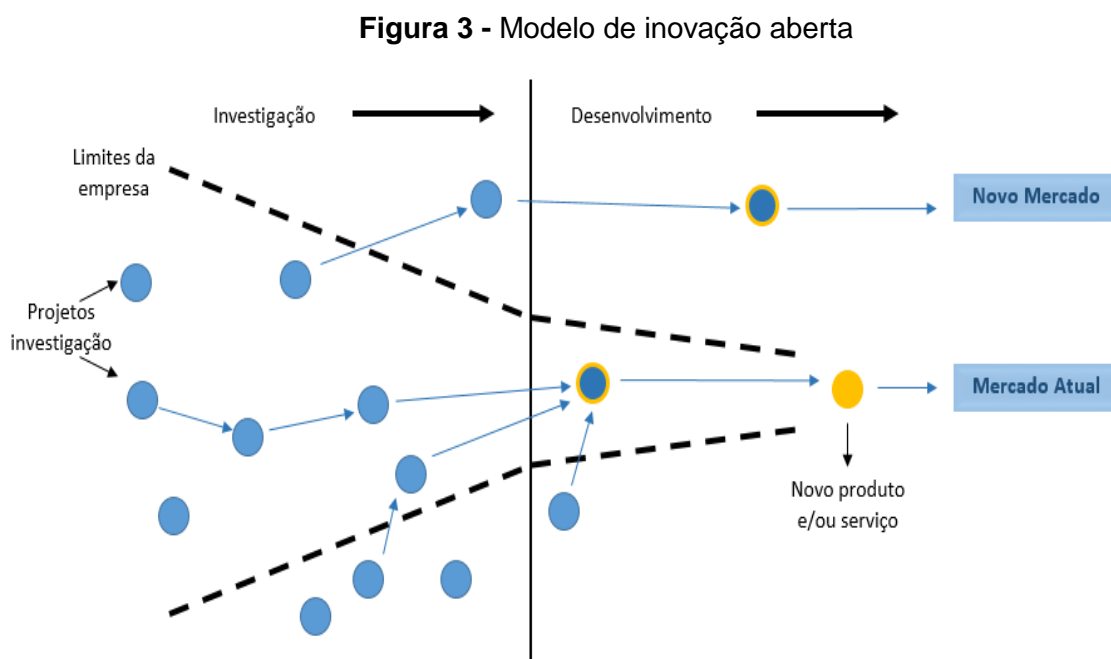 Figura 3 - Modelo de inovação aberta
Investigação
Desenvolvimento
Limites da
empresa
Novo Mercado
Projetos
investigação
Mercado Atual
Novo produto
e/ou serviço